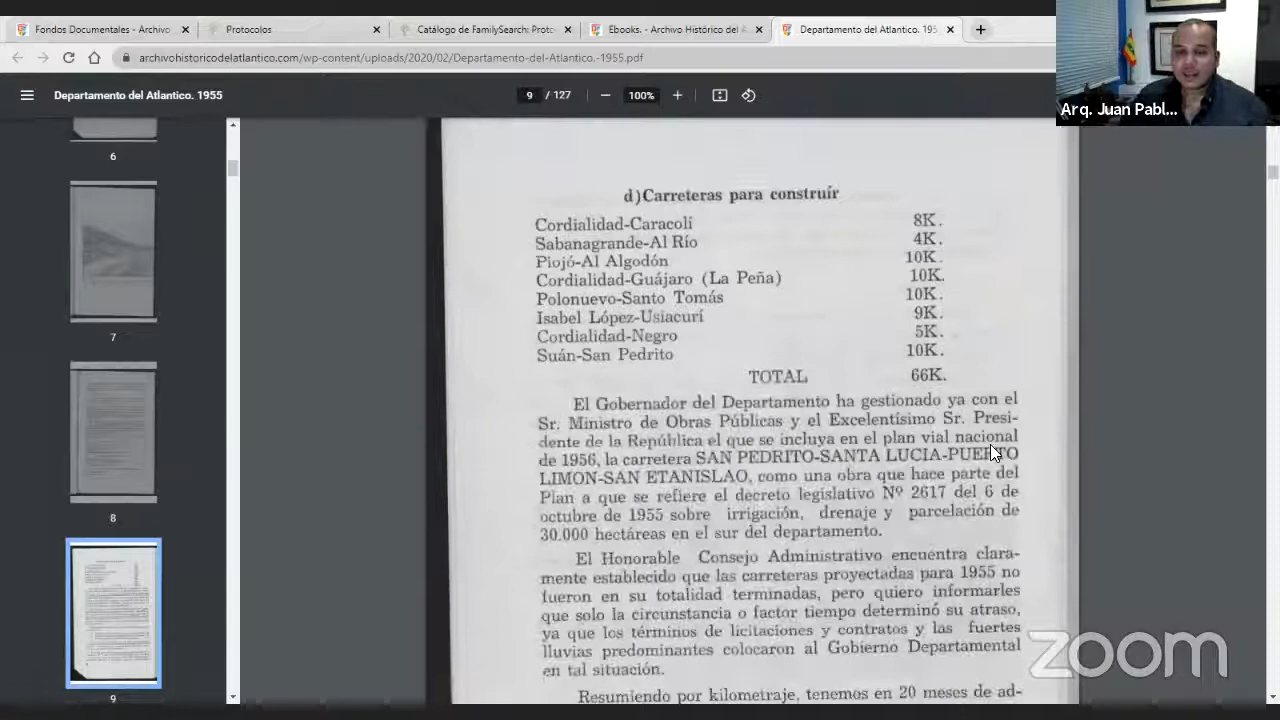 Fondos Documentales - Archivo
Protocolos
Catálogo de FamilySearch: Proto
Ebooks. - Archivo Histórico del
Departamento del Atlantico. 195
archivohistoricodelatlantico.com/wp-content/uploads/2020/02/Departamento-del-Atlantico.-1955.pdf
Departamento del Atlantico. 1955
9 / 127
100%
Arq. Juan Pabl...
6
7
8
9
d)Carreteras para construír
Cordialidad-Caracolí 8K.
Sabanagrande-Al Río 4K.
Piojó-Al Algodón 10K.
Cordialidad-Guájaro (La Peña) 10K.
Polonuevo-Santo Tomás 10K.
Isabel López-Usiacurí 9K.
Cordialidad-Negro 5K.
Suán-San Pedrito 10K.
TOTAL 66K.
El Gobernador del Departamento ha gestionado ya con el
Sr. Ministro de Obras Públicas y el Excelentísimo Sr. Presi-
dente de la República el que se incluya en el plan vial nacional
de 1956, la carretera SAN PEDRITO-SANTA LUCIA-PUERTO
LIMON-SAN ETANISLAO, como una obra que hace parte del
Plan a que se refiere el decreto legislativo Nº 2617 del 6 de
octubre de 1955 sobre irrigación, drenaje y parcelación de
30.000 hectáreas en el sur del departamento.
El Honorable Consejo Administrativo encuentra clara-
mente establecido que las carreteras proyectadas para 1955 no
fueron en su totalidad terminadas, pero quiero informarles
que solo la circunstancia o factor tiempo determinó su atraso,
ya que los términos de licitaciones y contratos y las fuertes
lluvias predominantes colocaron al Gobierno Departamental
en tal situación.
Resumiendo por kilometraje, tenemos en 20 meses de ad-
zoom